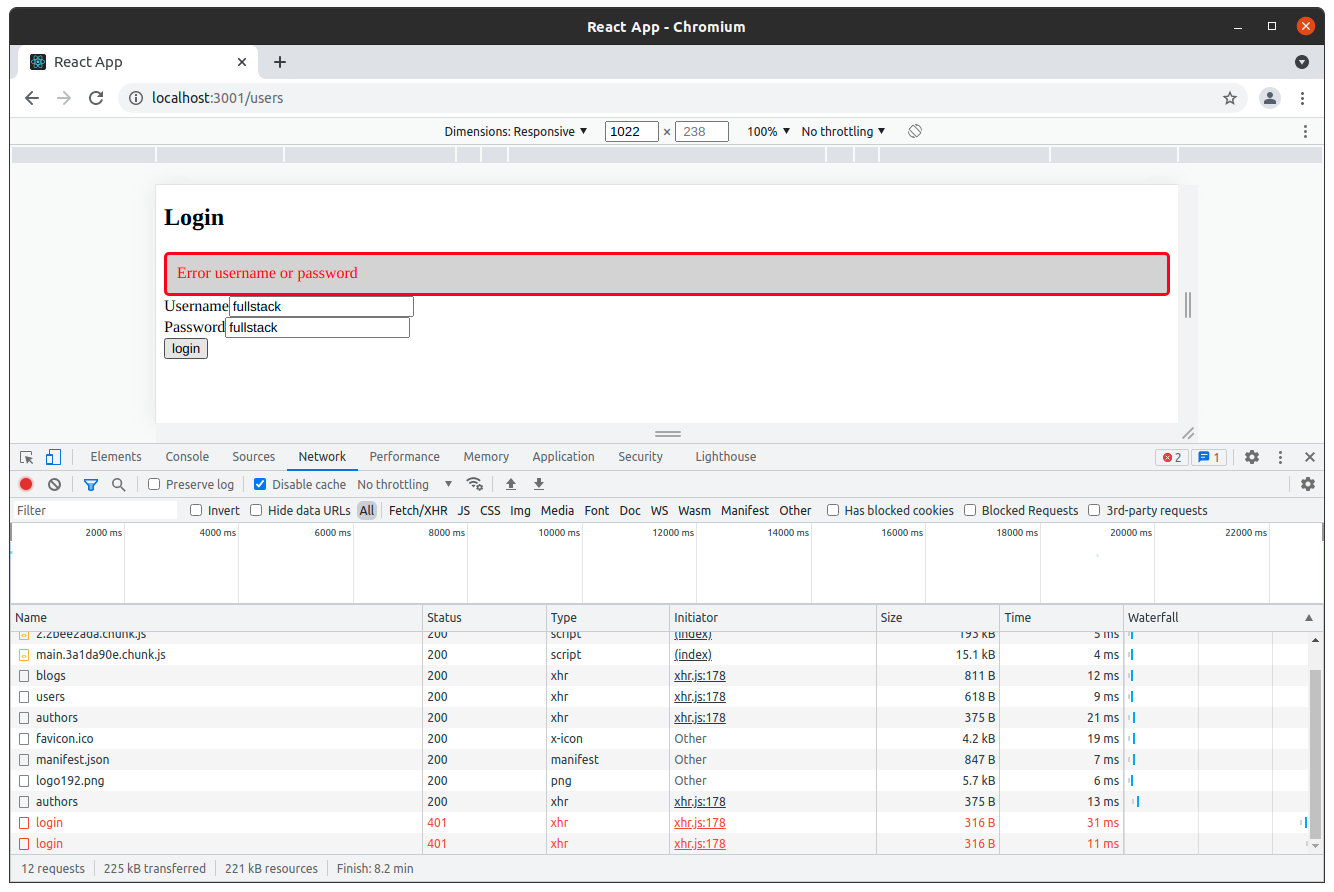 React App - Chromium
React App
localhost:3001/users
Dimensions: Responsive ▼ 1022 × 238 100% ▼ No throttling ▼
Login
Error username or password
Username fullstack
Password fullstack
login
Elements Console Sources Network Performance Memory Application Security Lighthouse 2 1
Preserve log Disable cache No throttling ▼
Filter Invert Hide data URLs All Fetch/XHR JS CSS Img Media Font Doc WS Wasm Manifest Other Has blocked cookies Blocked Requests 3rd-party requests
2000 ms 4000 ms 6000 ms 8000 ms 10000 ms 12000 ms 14000 ms 16000 ms 18000 ms 20000 ms 22000 ms
Name Status Type Initiator Size Time Waterfall ▲
2.2bee2ada.chunk.js 200 script (index) 193 kB 5 ms
main.3a1da90e.chunk.js 200 script (index) 15.1 kB 4 ms
blogs 200 xhr xhr.js:178 811 B 12 ms
users 200 xhr xhr.js:178 618 B 9 ms
authors 200 xhr xhr.js:178 375 B 21 ms
favicon.ico 200 x-icon Other 4.2 kB 19 ms
manifest.json 200 manifest Other 847 B 7 ms
logo192.png 200 png Other 5.7 kB 6 ms
authors 200 xhr xhr.js:178 375 B 13 ms
login 401 xhr xhr.js:178 316 B 31 ms
login 401 xhr xhr.js:178 316 B 11 ms
12 requests 225 kB transferred 221 kB resources Finish: 8.2 min